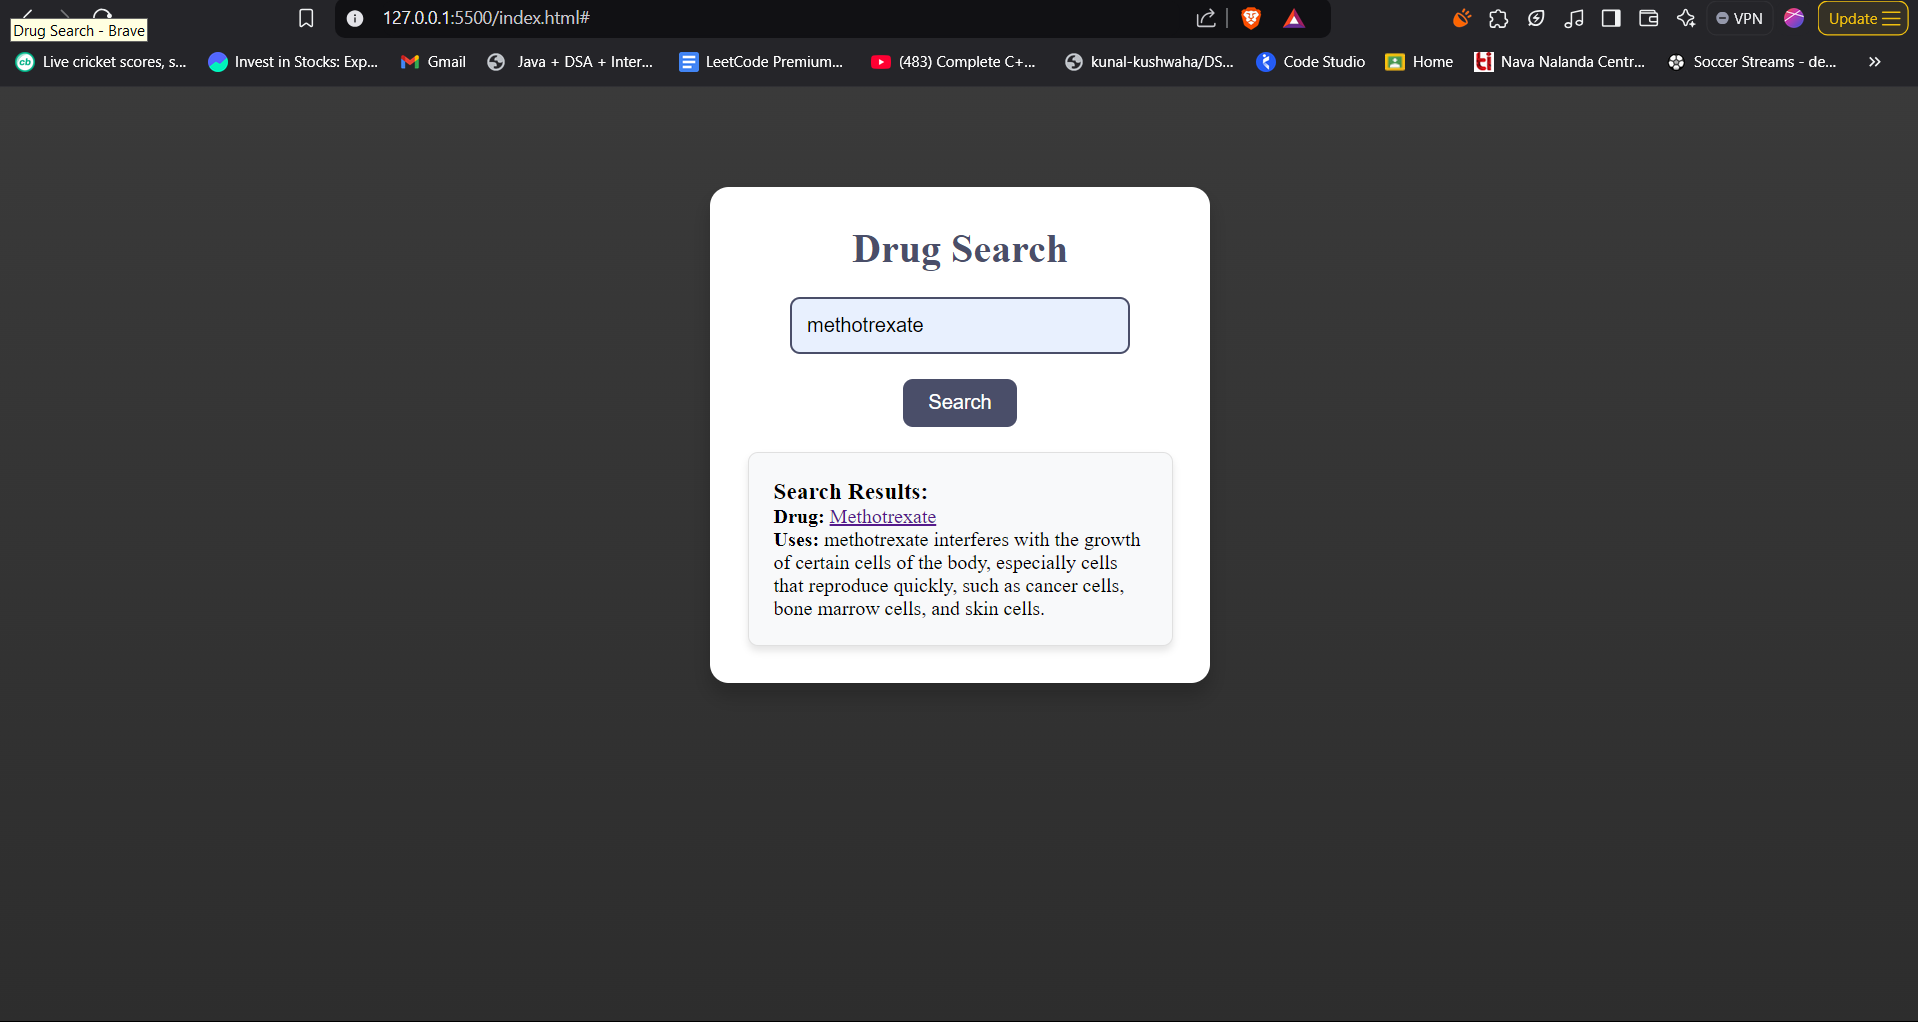 127.0.0.1:5500/index.html#
VPN
Update
Drug Search - Brave
Live cricket scores, s...
Invest in Stocks: Exp...
Gmail
Java + DSA + Inter...
LeetCode Premium...
(483) Complete C+...
kunal-kushwaha/DS...
Code Studio
Home
Nava Nalanda Centr...
Soccer Streams - de...
»
Drug Search
methotrexate
Search
Search Results:
Drug: Methotrexate
Uses: methotrexate interferes with the growth
of certain cells of the body, especially cells
that reproduce quickly, such as cancer cells,
bone marrow cells, and skin cells.